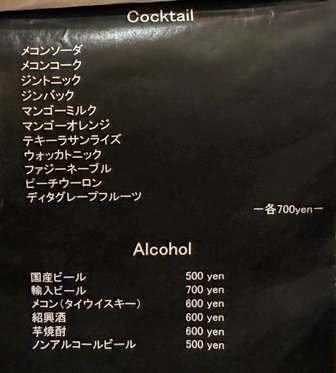 Cocktail
メコンソーダ
メコンコーク
ジントニック
ジンバック
マンゴーミルク
マンゴーオレンジ
テキーラサンライズ
ウォッカトニック
ファジーネーブル
ピーチウーロン
ディタグレープフルーツ
ー各700yenー
Alcohol
国産ビール 500 yen
輸入ビール 700 yen
メコン（タイウイスキー） 600 yen
紹興酒 600 yen
芋焼酎 600 yen
ノンアルコールビール 500 yen